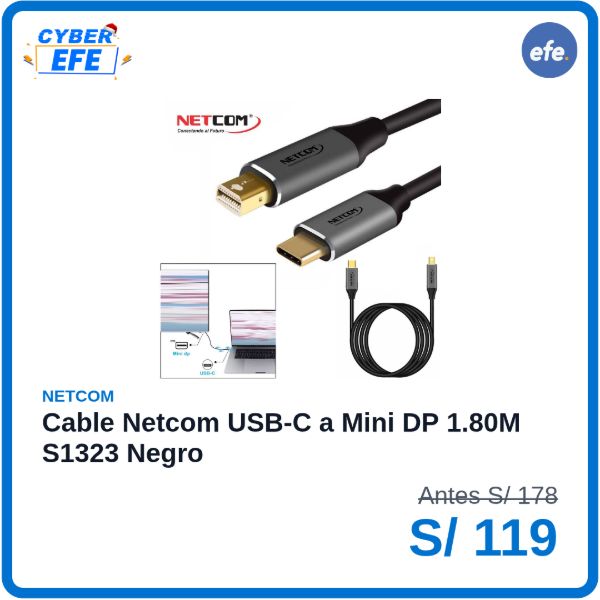 CYBER
EFE
efe.
NETCOM®
Conectando al Futuro
NETCOM
NETCOM
Mini dp
USB-C
NETCOM
Cable Netcom USB-C a Mini DP 1.80M
S1323 Negro
Antes S/ 178
S/ 119